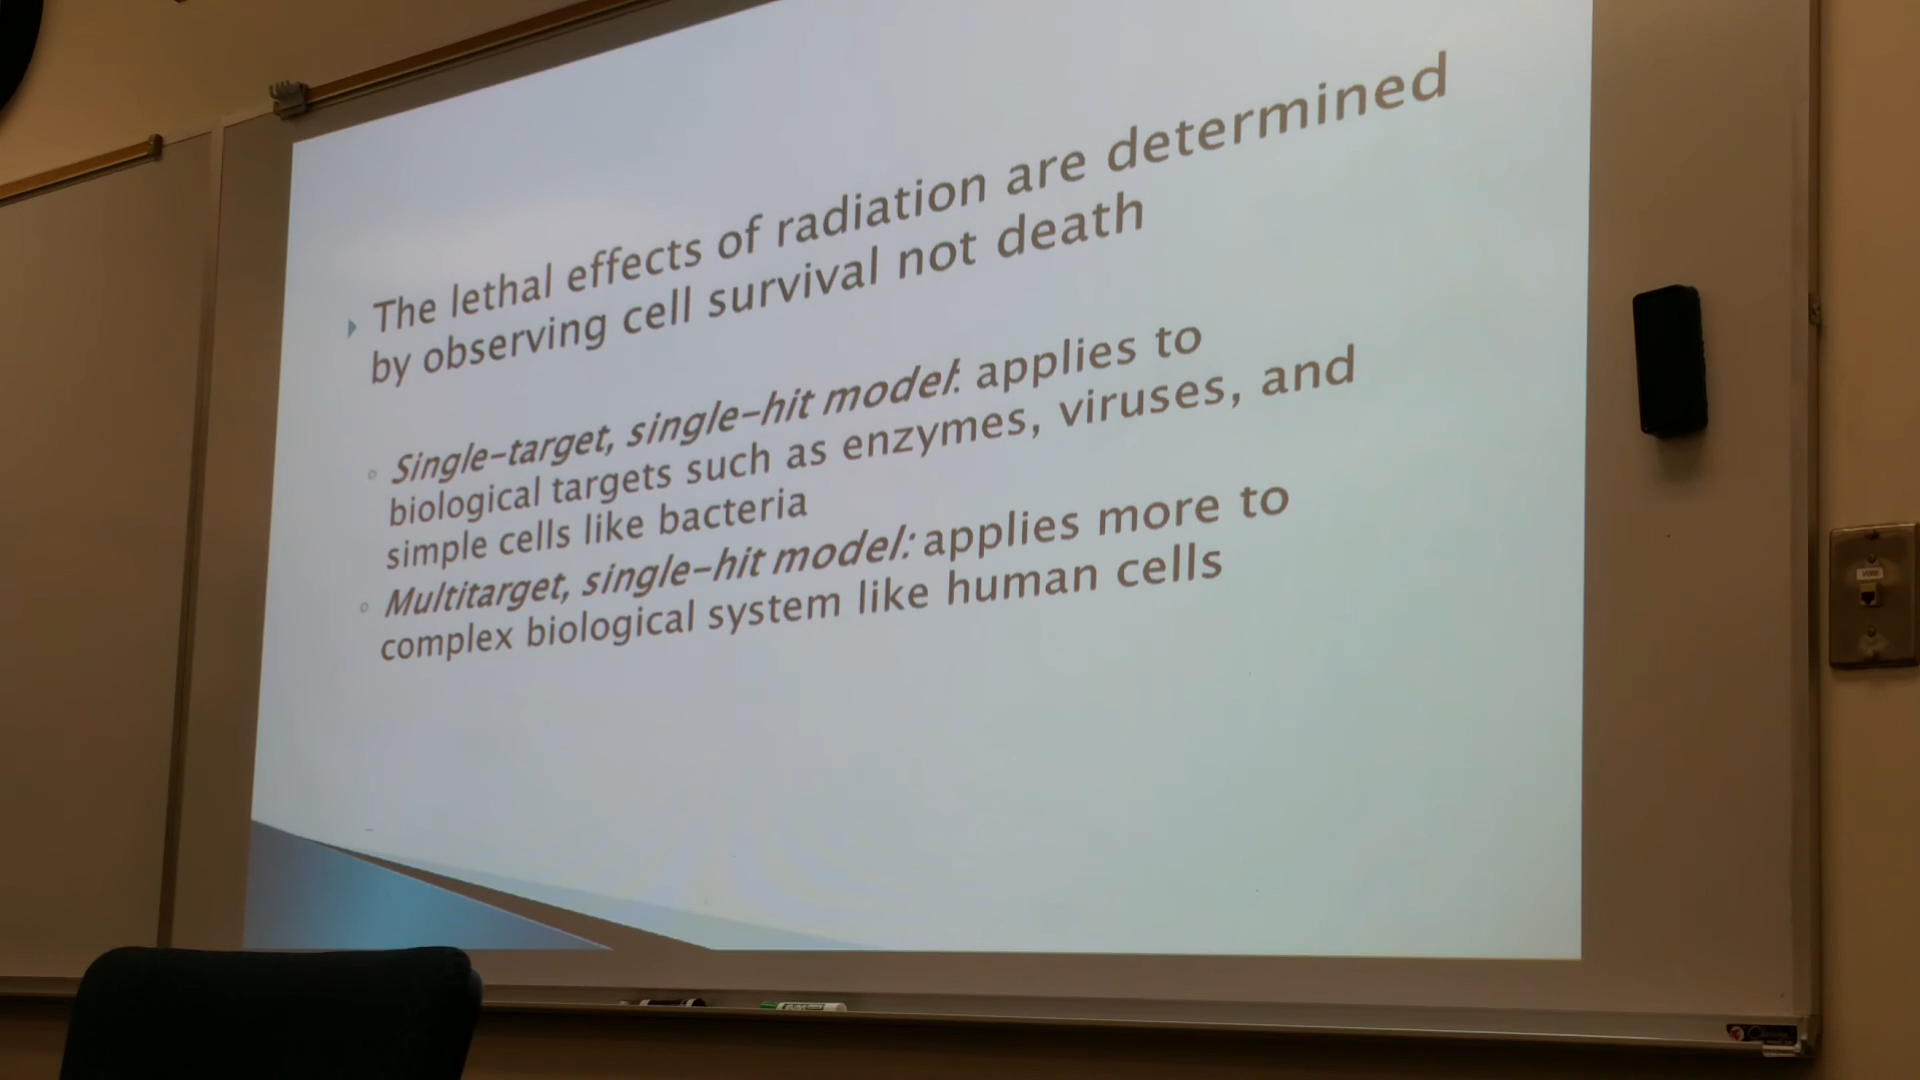 The lethal effects of radiation are determined
by observing cell survival not death
Single-target, single-hit model: applies to
biological targets such as enzymes, viruses, and
simple cells like bacteria
Multitarget, single-hit model: applies more to
complex biological system like human cells